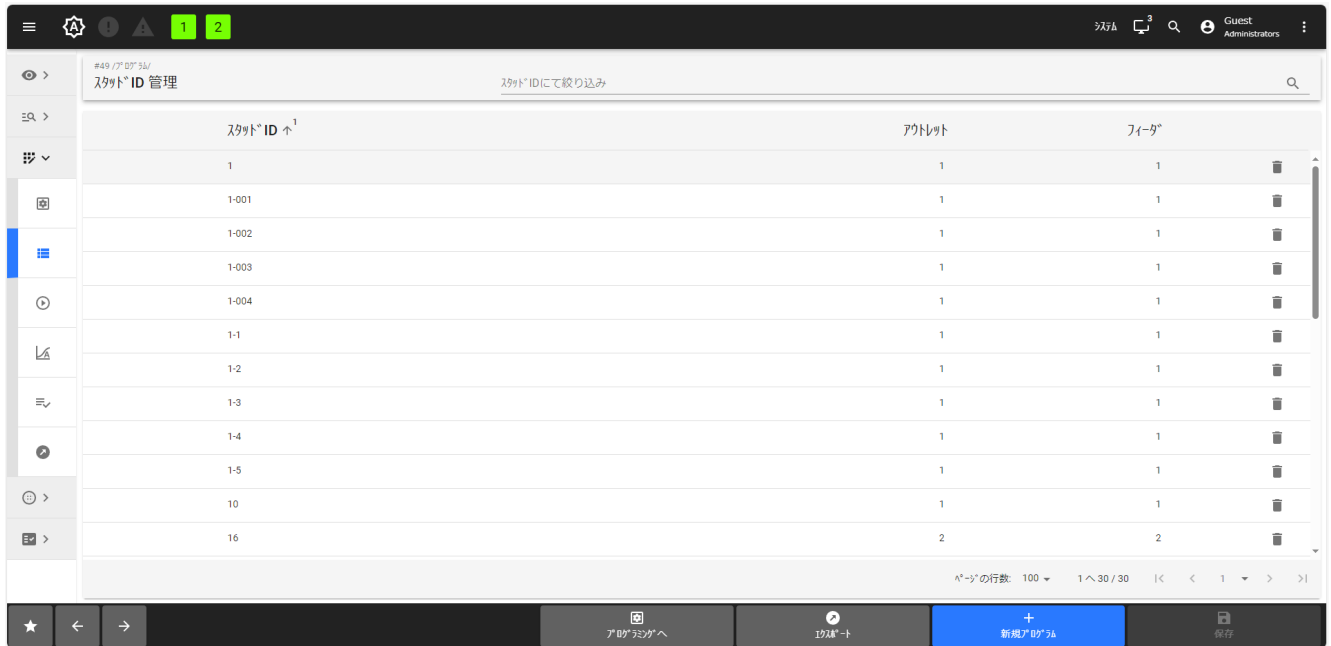 1 2 ｼｽﾃﾑ 3 Guest
Administrators
#49 /ﾌﾟﾛｸﾞﾗﾑ/
ｽﾀｯﾄﾞID 管理
ｽﾀｯﾄﾞIDにて絞り込み
ｽﾀｯﾄﾞID ↑1 ｱｳﾄﾚｯﾄ ﾌｨｰﾀﾞ
1 1 1
1-001 1 1
1-002 1 1
1-003 1 1
1-004 1 1
1-1 1 1
1-2 1 1
1-3 1 1
1-4 1 1
1-5 1 1
10 1 1
16 2 2
ﾍﾟｰｼﾞの行数: 100 1 へ 30 / 30 1
ﾌﾟﾛｸﾞﾗﾐﾝｸﾞへ ｴｸｽﾎﾟｰﾄ 新規ﾌﾟﾛｸﾞﾗﾑ 保存